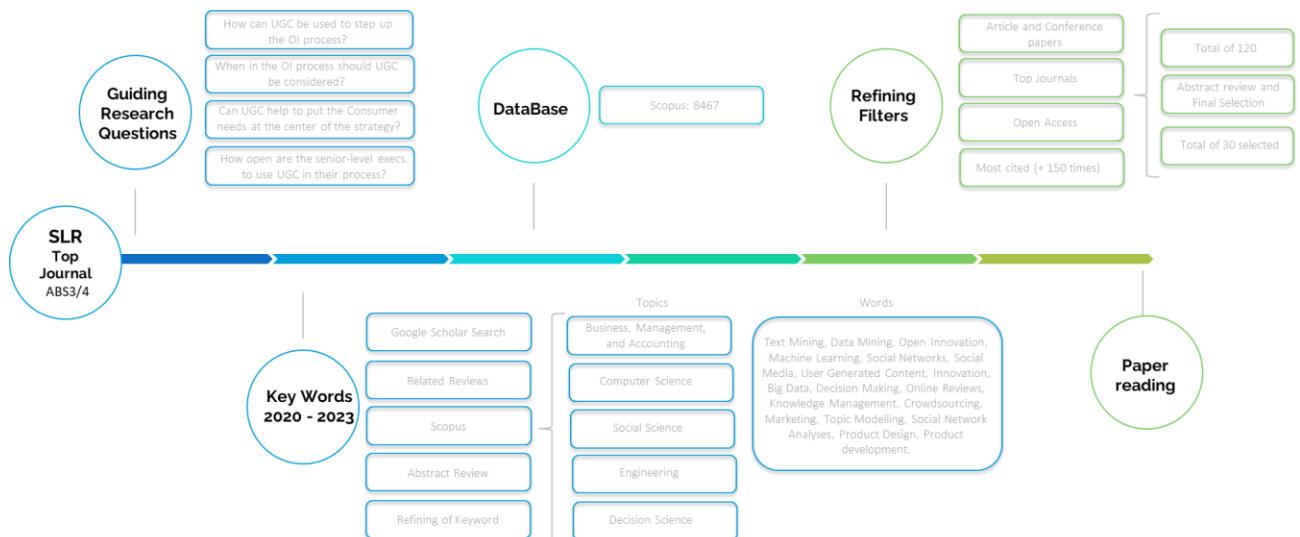 SLR
Top
Journal
ABS3/4
Guiding
Research
Questions
How can UGC be used to step up
the OI process?
When in the OI process should UGC
be considered?
Can UGC help to put the Consumer
needs at the center of the strategy?
How open are the senior-level execs.
to use UGC in their process?
Key Words
2020 - 2023
Google Scholar Search
Related Reviews
Scopus
Abstract Review
Refining of Keyword
Topics
Business, Management,
and Accounting
Computer Science
Social Science
Engineering
Decision Science
Words
Text Mining, Data Mining, Open Innovation,
Machine Learning, Social Networks, Social
Media, User Generated Content, Innovation,
Big Data, Decision Making, Online Reviews,
Knowledge Management, Crowdsourcing,
Marketing, Topic Modelling, Social Network
Analyses, Product Design, Product
development.
DataBase
Scopus: 8467
Refining
Filters
Article and Conference
papers
Top Journals
Open Access
Most cited (+ 150 times)
Total of 120
Abstract review and
Final Selection
Total of 30 selected
Paper
reading